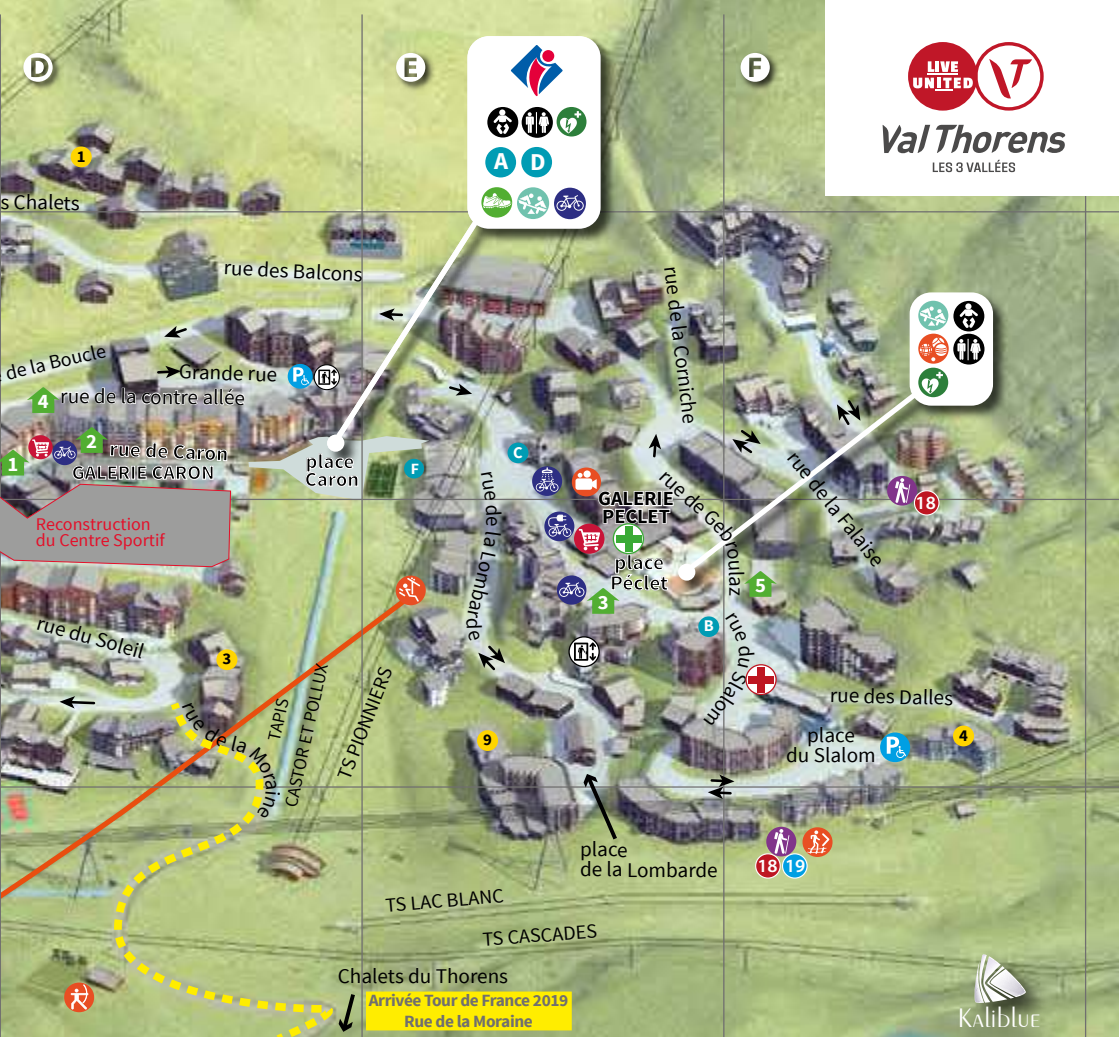 D
E
F
LIVE
UNITED
VT
Val Thorens
LES 3 VALLÉES
1
A
D
s Chalets
rue des Balcons
rue de la Corniche
de la Boucle
Grande rue
P
4
rue de la contre allée
2
rue de Caron
1
GALERIE CARON
place
Caron
F
C
rue de la Lombarde
GALERIE
PECLET
rue de Gebroulaz
rue de la Falaise
18
Reconstruction
du Centre Sportif
place
Péclet
3
5
B
rue du Slalom
rue du Soleil
3
rue de la Moraine
TAPIS
CASTOR ET POLLUX
TS PIONNIERS
9
rue des Dalles
place
du Slalom
P
4
place
de la Lombarde
18
19
TS LAC BLANC
TS CASCADES
Chalets du Thorens
Arrivée Tour de France 2019
Rue de la Moraine
KALIBLUE